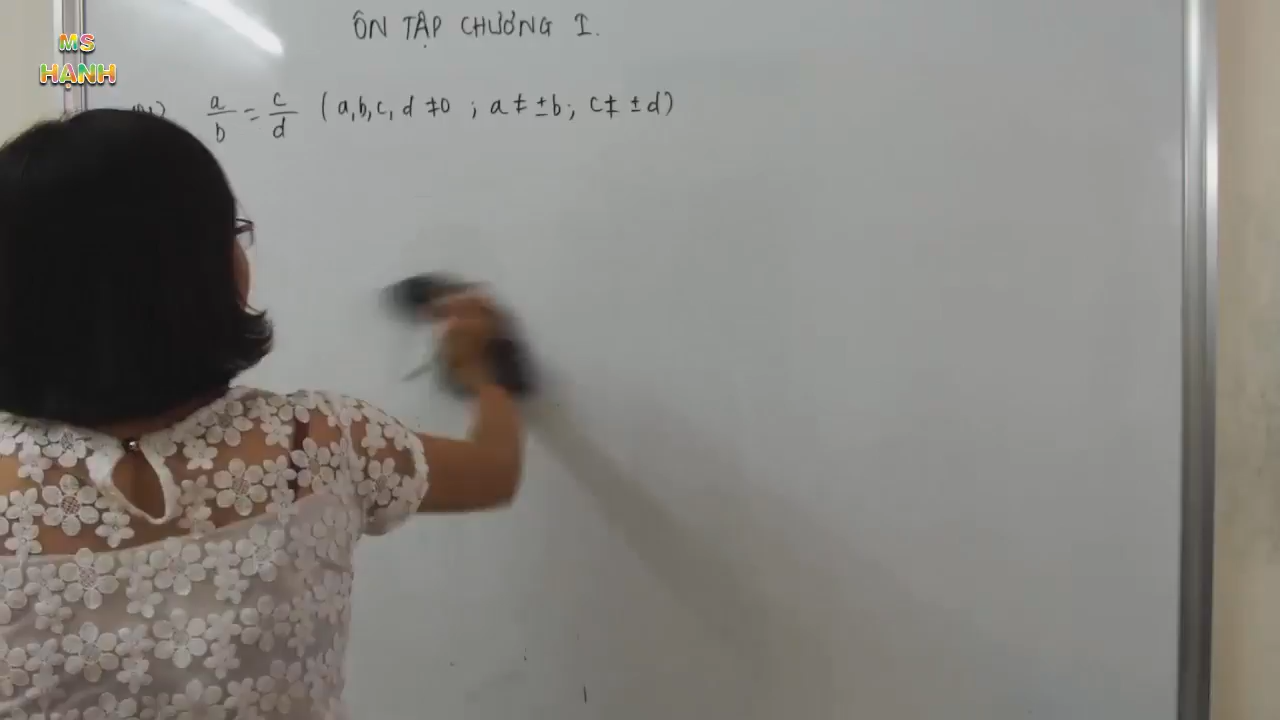 MS
HẠNH
ÔN TẬP CHƯƠNG I.
a/b = c/d (a,b,c,d ≠0 ; a ≠ ±b; c≠ ±d)